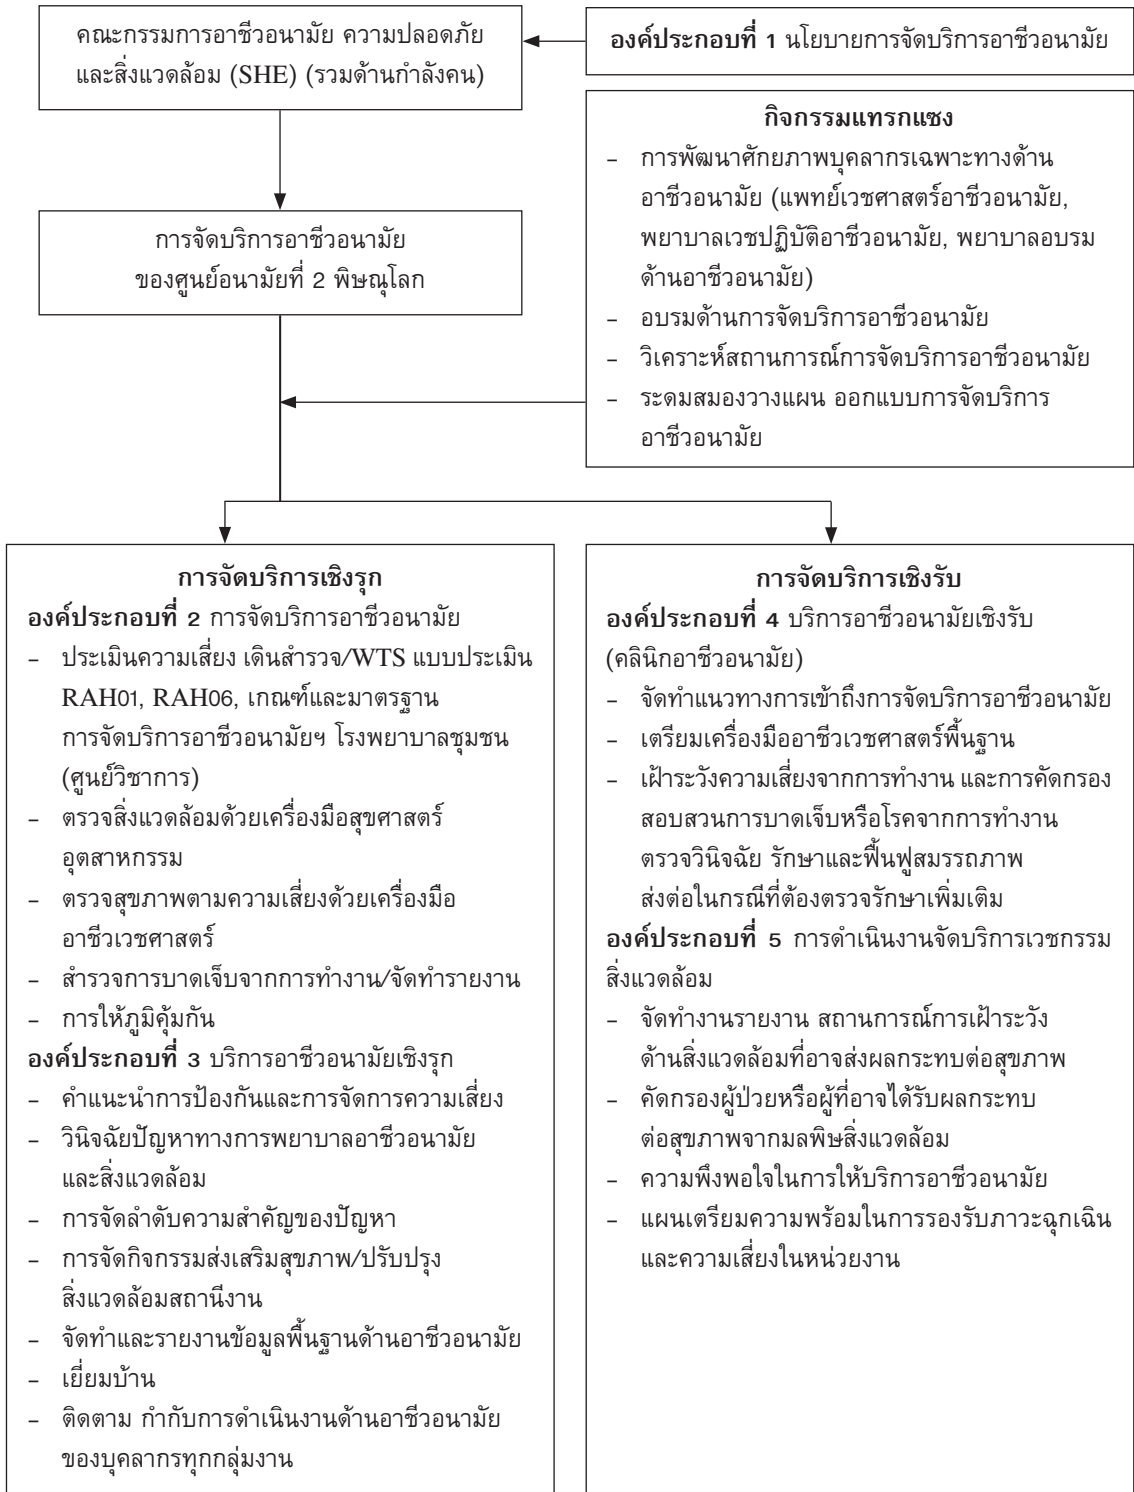 คณะกรรมการอาชีวอนามัย ความปลอดภัย
และสิ่งแวดล้อม (SHE) (รวมด้านกำลังคน)
องค์ประกอบที่ 1 นโยบายการจัดบริการอาชีวอนามัย
กิจกรรมแทรกแซง
– การพัฒนาศักยภาพบุคลากรเฉพาะทางด้าน
อาชีวอนามัย (แพทย์เวชศาสตร์อาชีวอนามัย,
พยาบาลเวชปฏิบัติอาชีวอนามัย, พยาบาลอบรม
ด้านอาชีวอนามัย)
– อบรมด้านการจัดบริการอาชีวอนามัย
– วิเคราะห์สถานการณ์การจัดบริการอาชีวอนามัย
– ระดมสมองวางแผน ออกแบบการจัดบริการ
อาชีวอนามัย
การจัดบริการอาชีวอนามัย
ของศูนย์อนามัยที่ 2 พิษณุโลก
การจัดบริการเชิงรุก
องค์ประกอบที่ 2 การจัดบริการอาชีวอนามัย
– ประเมินความเสี่ยง เดินสำรวจ/WTS แบบประเมิน
RAH01, RAH06, เกณฑ์และมาตรฐาน
การจัดบริการอาชีวอนามัยฯ โรงพยาบาลชุมชน
(ศูนย์วิชาการ)
– ตรวจสิ่งแวดล้อมด้วยเครื่องมือสุขศาสตร์
อุตสาหกรรม
– ตรวจสุขภาพตามความเสี่ยงด้วยเครื่องมือ
อาชีวเวชศาสตร์
– สำรวจการบาดเจ็บจากการทำงาน/จัดทำรายงาน
– การให้ภูมิคุ้มกัน
องค์ประกอบที่ 3 บริการอาชีวอนามัยเชิงรุก
– คำแนะนำการป้องกันและการจัดการความเสี่ยง
– วินิจฉัยปัญหาทางการพยาบาลอาชีวอนามัย
และสิ่งแวดล้อม
– การจัดลำดับความสำคัญของปัญหา
– การจัดกิจกรรมส่งเสริมสุขภาพ/ปรับปรุง
สิ่งแวดล้อมสถานีงาน
– จัดทำและรายงานข้อมูลพื้นฐานด้านอาชีวอนามัย
– เยี่ยมบ้าน
– ติดตาม กำกับการดำเนินงานด้านอาชีวอนามัย
ของบุคลากรทุกกลุ่มงาน
การจัดบริการเชิงรับ
องค์ประกอบที่ 4 บริการอาชีวอนามัยเชิงรับ
(คลินิกอาชีวอนามัย)
– จัดทำแนวทางการเข้าถึงการจัดบริการอาชีวอนามัย
– เตรียมเครื่องมืออาชีวเวชศาสตร์พื้นฐาน
– เฝ้าระวังความเสี่ยงจากการทำงาน และการคัดกรอง
สอบสวนการบาดเจ็บหรือโรคจากการทำงาน
ตรวจวินิจฉัย รักษาและฟื้นฟูสมรรถภาพ
ส่งต่อในกรณีที่ต้องตรวจรักษาเพิ่มเติม
องค์ประกอบที่ 5 การดำเนินงานจัดบริการเวชกรรม
สิ่งแวดล้อม
– จัดทำงานรายงาน สถานการณ์การเฝ้าระวัง
ด้านสิ่งแวดล้อมที่อาจส่งผลกระทบต่อสุขภาพ
– คัดกรองผู้ป่วยหรือผู้ที่อาจได้รับผลกระทบ
ต่อสุขภาพจากมลพิษสิ่งแวดล้อม
– ความพึงพอใจในการให้บริการอาชีวอนามัย
– แผนเตรียมความพร้อมในการรองรับภาวะฉุกเฉิน
และความเสี่ยงในหน่วยงาน